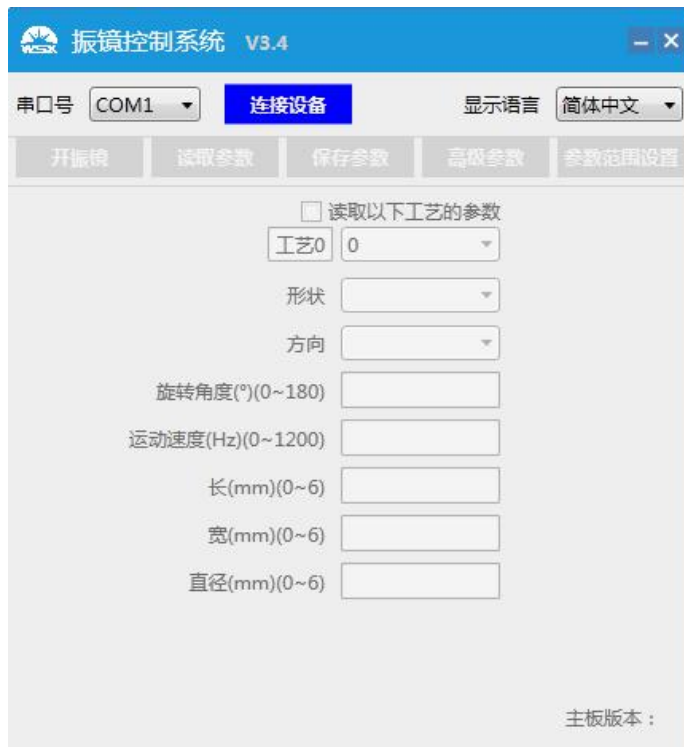 WSX 振镜控制系统 V3.4
串口号 COM1 连接设备 显示语言 简体中文
开振镜 读取参数 保存参数 高级参数 参数范围设置
读取以下工艺的参数
工艺0 0
形状
方向
旋转角度(°)(0~180)
运动速度(Hz)(0~1200)
长(mm)(0~6)
宽(mm)(0~6)
直径(mm)(0~6)
主板版本：